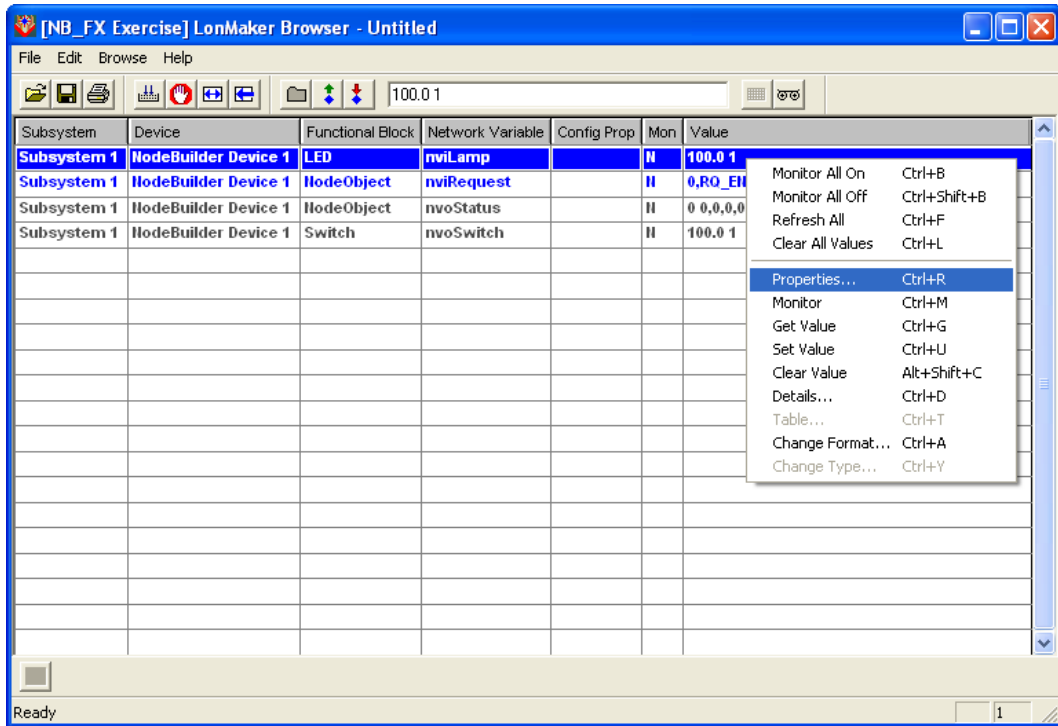 [NB_FX Exercise] LonMaker Browser - Untitled
File Edit Browse Help
100.0 1
Subsystem Device Functional Block Network Variable Config Prop Mon Value
Subsystem 1 NodeBuilder Device 1 LED nviLamp N 100.0 1
Subsystem 1 NodeBuilder Device 1 NodeObject nviRequest N 0,RQ_EN
Subsystem 1 NodeBuilder Device 1 NodeObject nvoStatus N 0 0,0,0,0
Subsystem 1 NodeBuilder Device 1 Switch nvoSwitch N 100.0 1
Monitor All On Ctrl+B
Monitor All Off Ctrl+Shift+B
Refresh All Ctrl+F
Clear All Values Ctrl+L
Properties... Ctrl+R
Monitor Ctrl+M
Get Value Ctrl+G
Set Value Ctrl+U
Clear Value Alt+Shift+C
Details... Ctrl+D
Table... Ctrl+T
Change Format... Ctrl+A
Change Type... Ctrl+Y
Ready 1